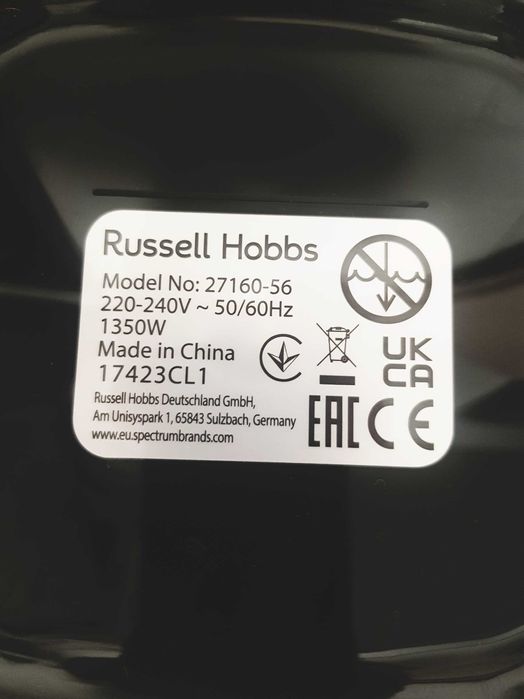 Russell Hobbs
Model No: 27160-56
220-240V ~ 50/60Hz
1350W
Made in China
17423CL1
Russell Hobbs Deutschland GmbH,
Am Unisyspark 1, 65843 Sulzbach, Germany
www.eu.spectrumbrands.com
UK
CA
EAC CE